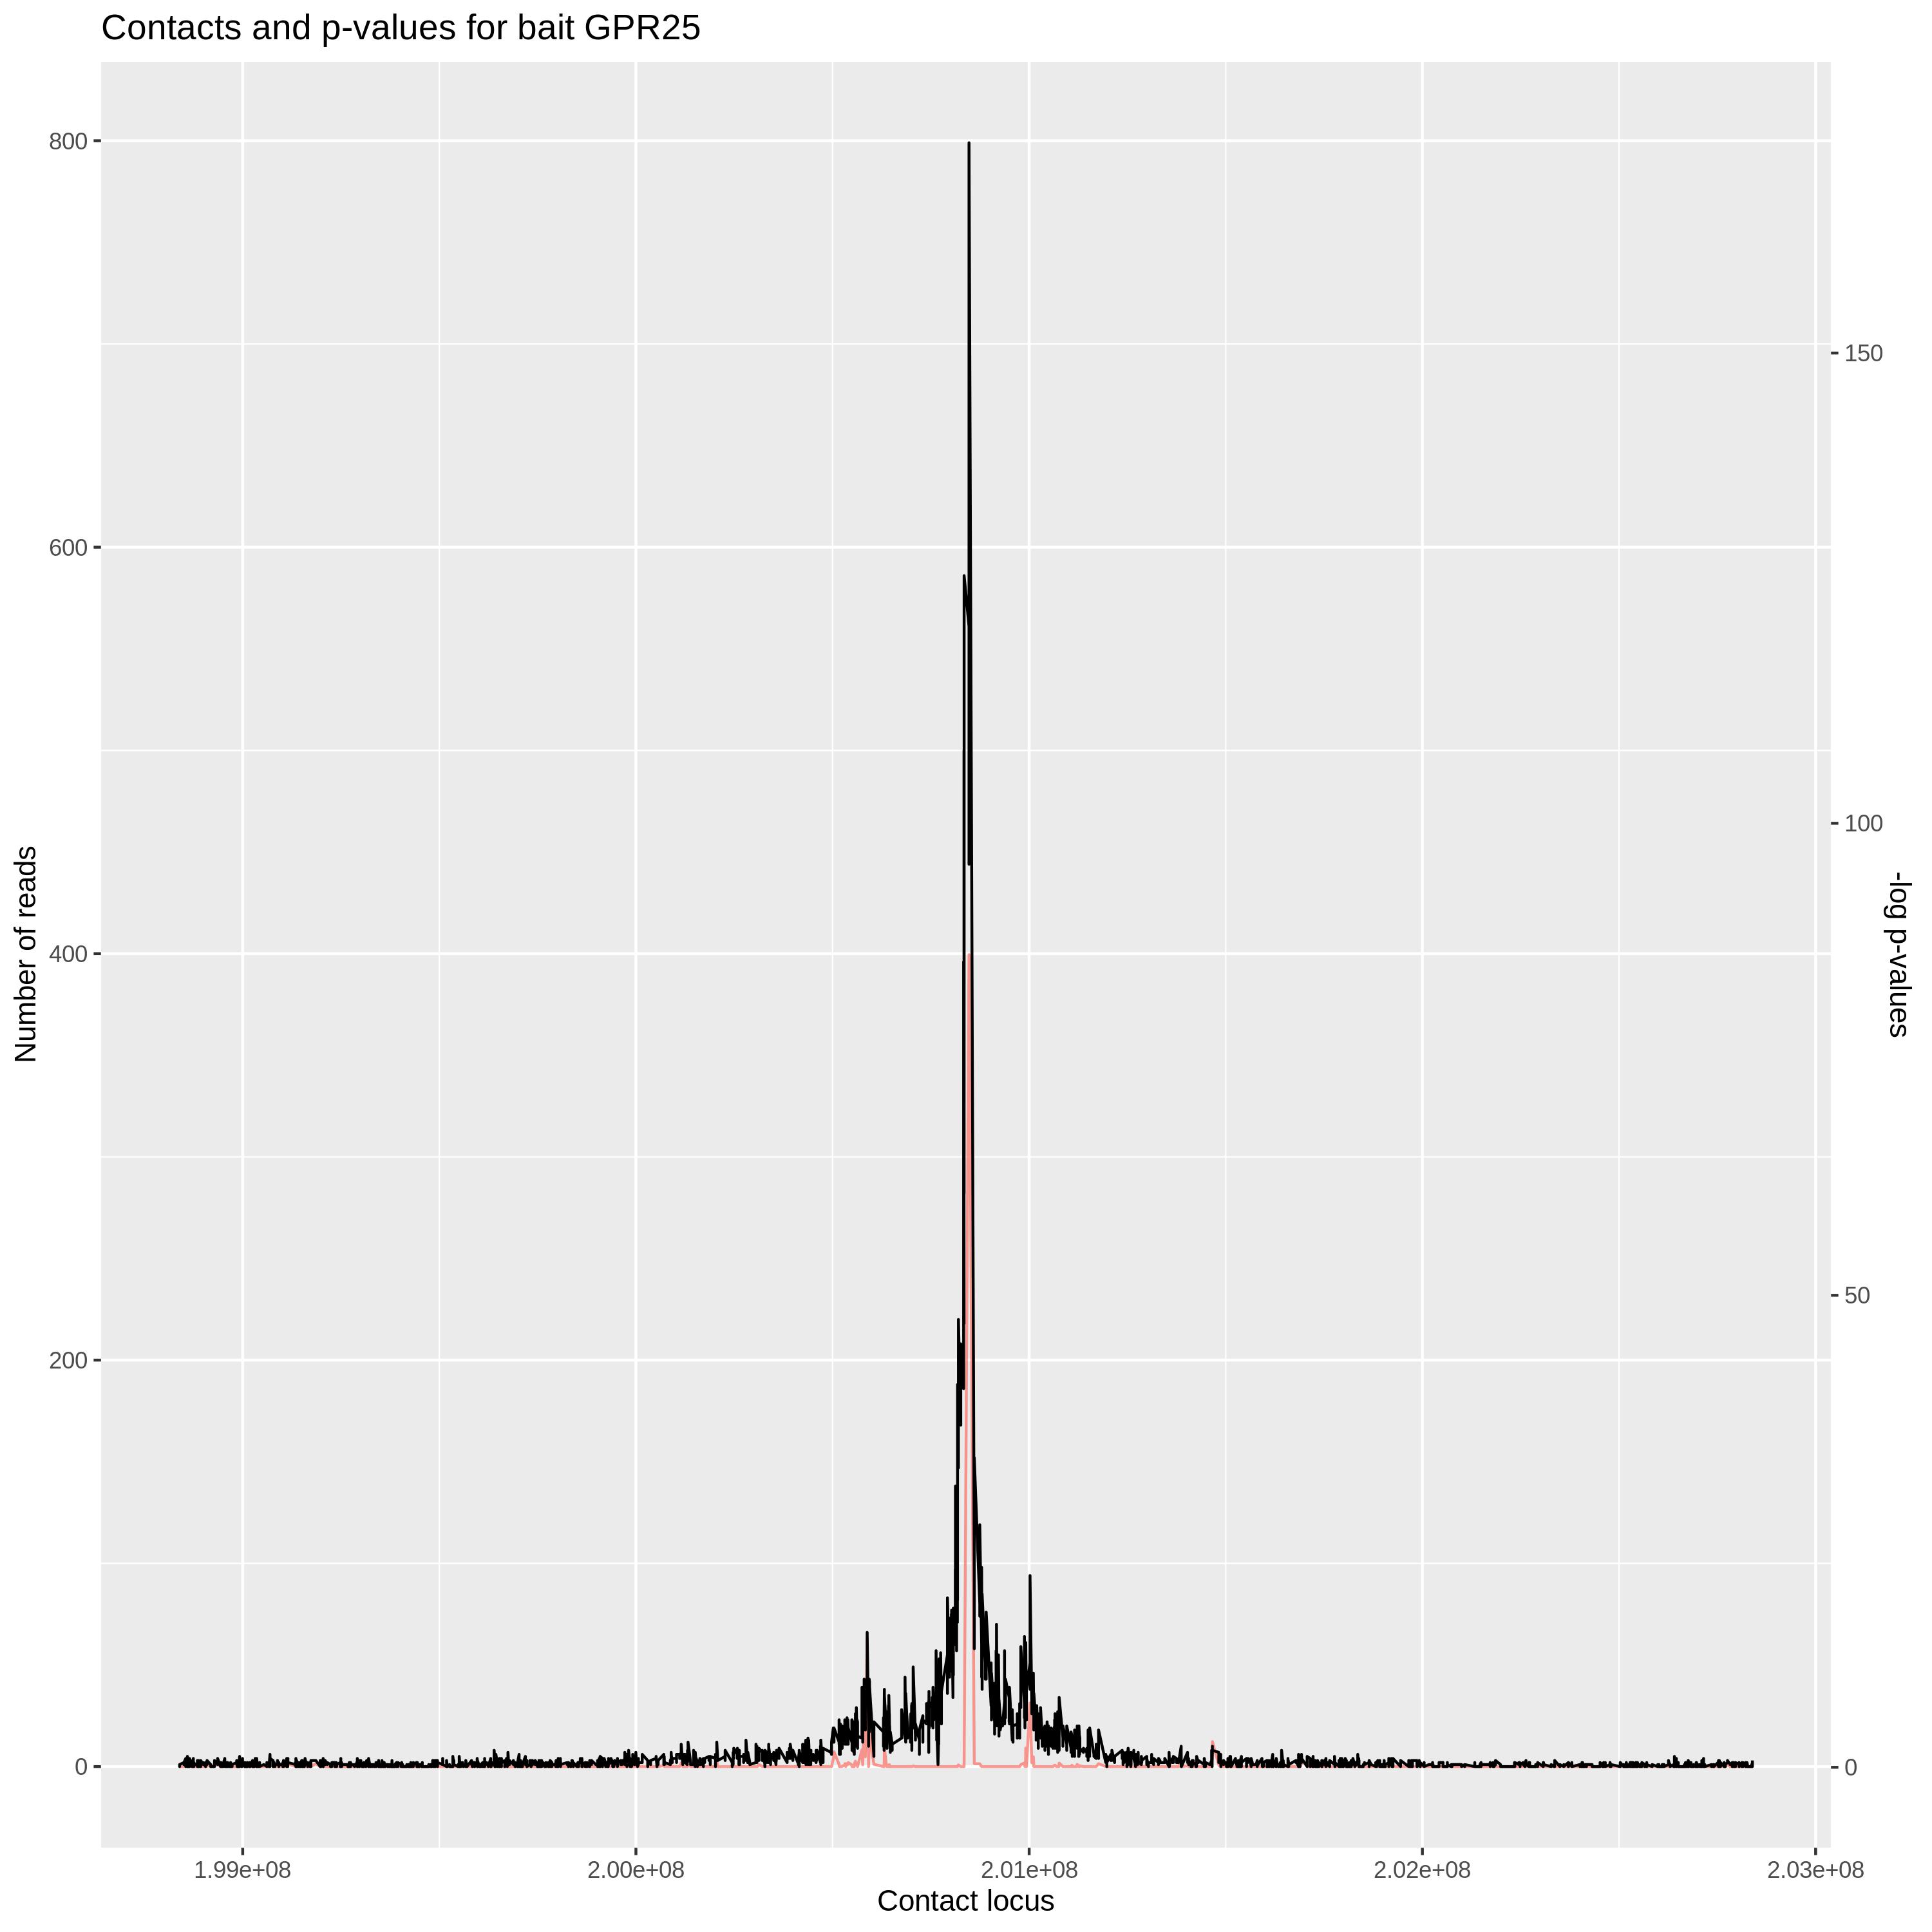 Contacts and p-values for bait GPR25
800
600
400
200
0
Number of reads
150
100
50
0
-log p-values
1.99e+08
2.00e+08
2.01e+08
2.02e+08
2.03e+08
Contact locus